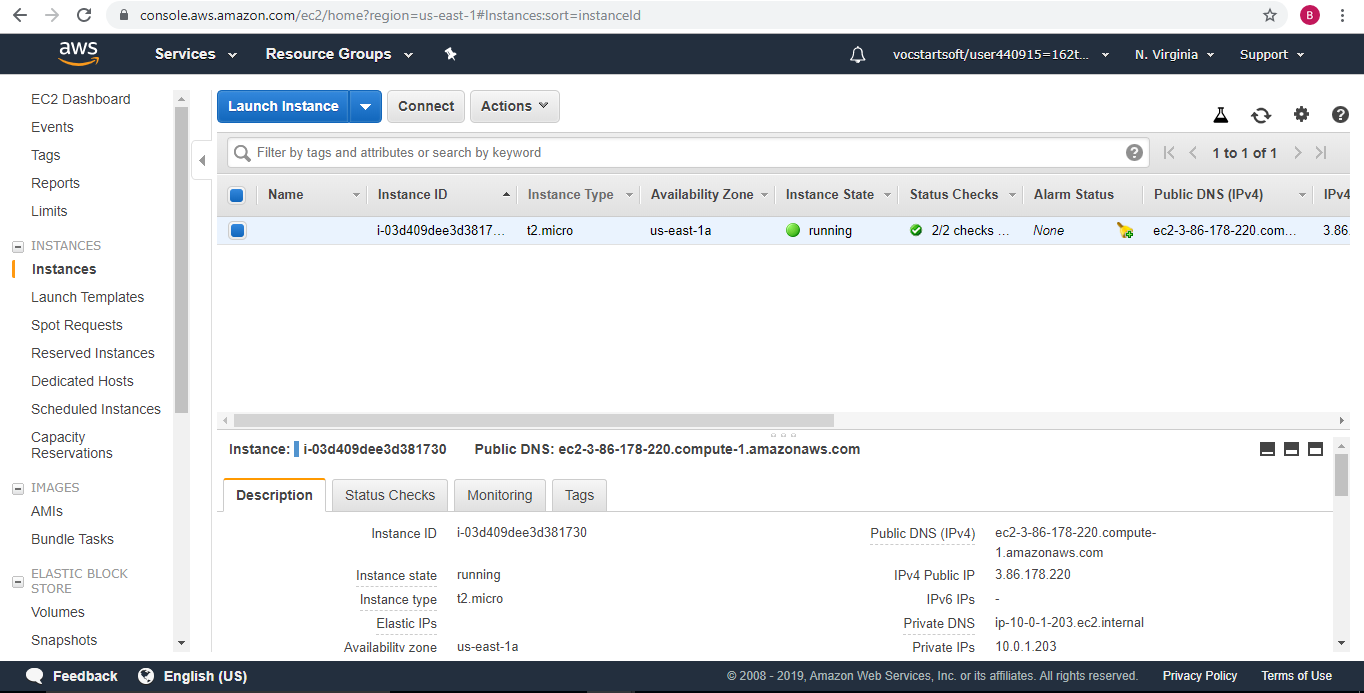 console.aws.amazon.com/ec2/home?region=us-east-1#Instances:sort=instanceId
B
aws
Services
Resource Groups
vocstartsoft/user440915=162t...
N. Virginia
Support
EC2 Dashboard
Events
Tags
Reports
Limits
INSTANCES
Instances
Launch Templates
Spot Requests
Reserved Instances
Dedicated Hosts
Scheduled Instances
Capacity
Reservations
IMAGES
AMIs
Bundle Tasks
ELASTIC BLOCK
STORE
Volumes
Snapshots
Launch Instance
Connect
Actions
Filter by tags and attributes or search by keyword
1 to 1 of 1
Name Instance ID Instance Type Availability Zone Instance State Status Checks Alarm Status Public DNS (IPv4) IPv4
i-03d409dee3d3817... t2.micro us-east-1a running 2/2 checks ... None ec2-3-86-178-220.com... 3.86.
Instance: i-03d409dee3d381730 Public DNS: ec2-3-86-178-220.compute-1.amazonaws.com
Description Status Checks Monitoring Tags
Instance ID i-03d409dee3d381730
Instance state running
Instance type t2.micro
Elastic IPs
Availability zone us-east-1a
Public DNS (IPv4) ec2-3-86-178-220.compute-
1.amazonaws.com
IPv4 Public IP 3.86.178.220
IPv6 IPs -
Private DNS ip-10-0-1-203.ec2.internal
Private IPs 10.0.1.203
Feedback
English (US)
© 2008 - 2019, Amazon Web Services, Inc. or its affiliates. All rights reserved.
Privacy Policy
Terms of Use